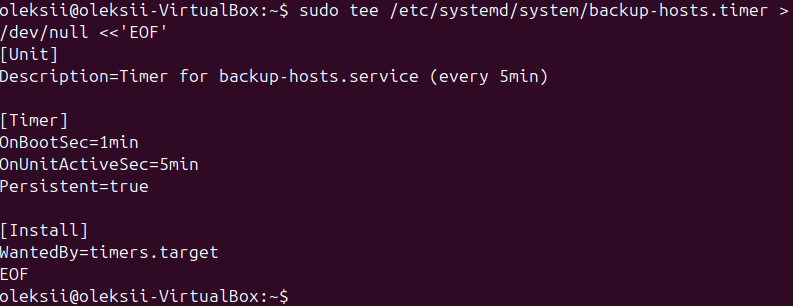 oleksii@oleksii-VirtualBox:~$ sudo tee /etc/systemd/system/backup-hosts.timer >
/dev/null <<'EOF'
[Unit]
Description=Timer for backup-hosts.service (every 5min)

[Timer]
OnBootSec=1min
OnUnitActiveSec=5min
Persistent=true

[Install]
WantedBy=timers.target
EOF
oleksii@oleksii-VirtualBox:~$